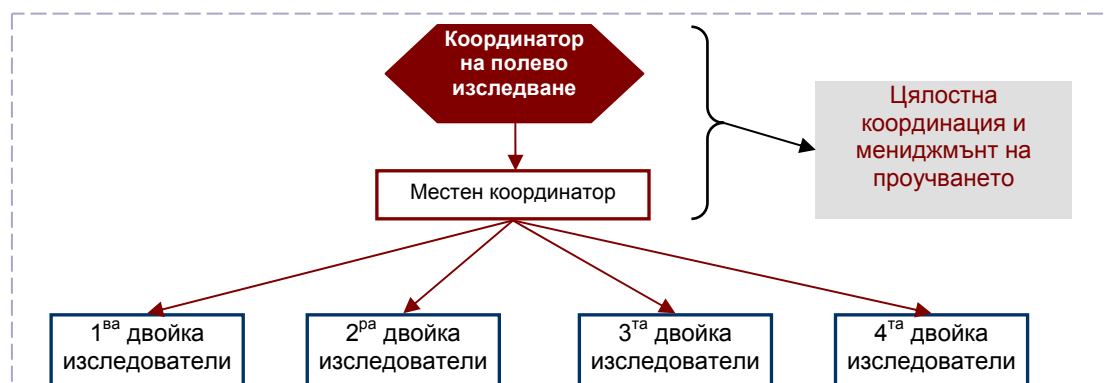 Координатор
на полево
изследване
Цялостна
координация и
мениджмънт на
проучването
Местен координатор
1ва двойка
изследователи
2ра двойка
изследователи
3та двойка
изследователи
4та двойка
изследователи